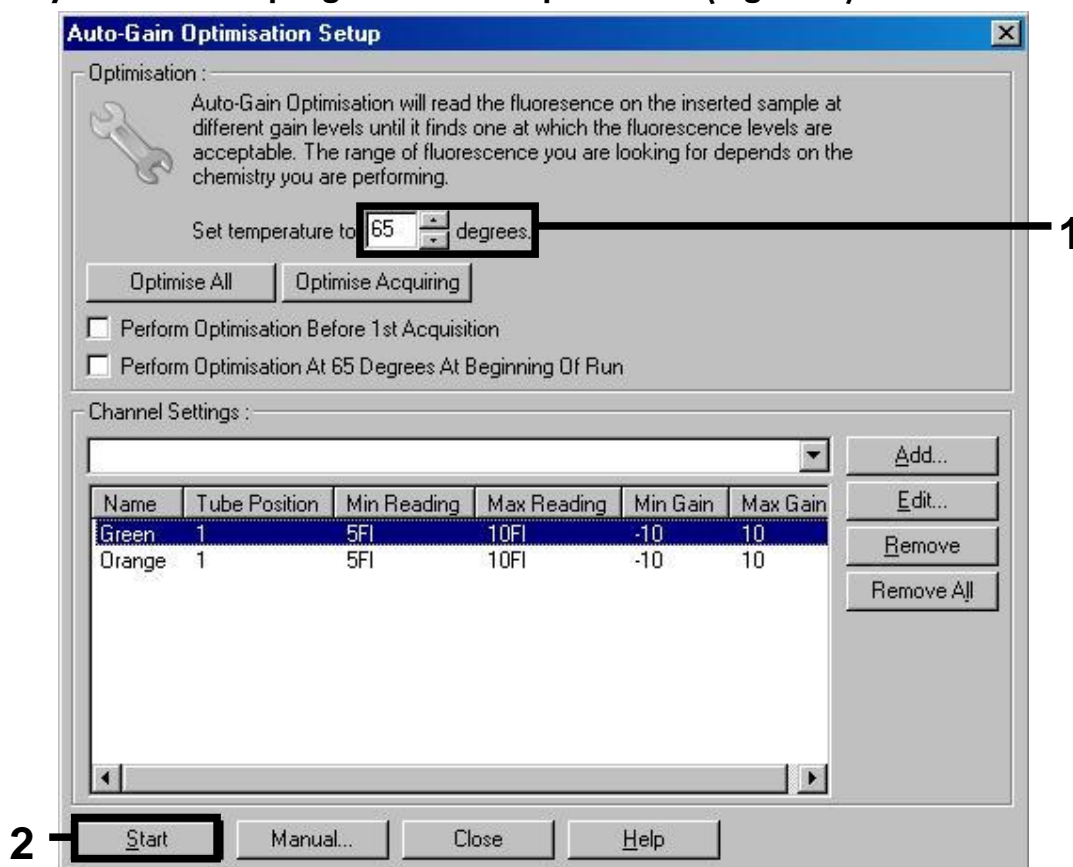 Auto-Gain Optimisation Setup
Optimisation :
Auto-Gain Optimisation will read the fluoresence on the inserted sample at
different gain levels until it finds one at which the fluorescence levels are
acceptable. The range of fluorescence you are looking for depends on the
chemistry you are performing.
Set temperature to 65 degrees. 1
Optimise All Optimise Acquiring
Perform Optimisation Before 1st Acquisition
Perform Optimisation At 65 Degrees At Beginning Of Run
Channel Settings :
Add...
Edit...
Remove
Remove All
Name Tube Position Min Reading Max Reading Min Gain Max Gain
Green 1 5Fl 10Fl -10 10
Orange 1 5Fl 10Fl -10 10
2 Start Manual... Close Help